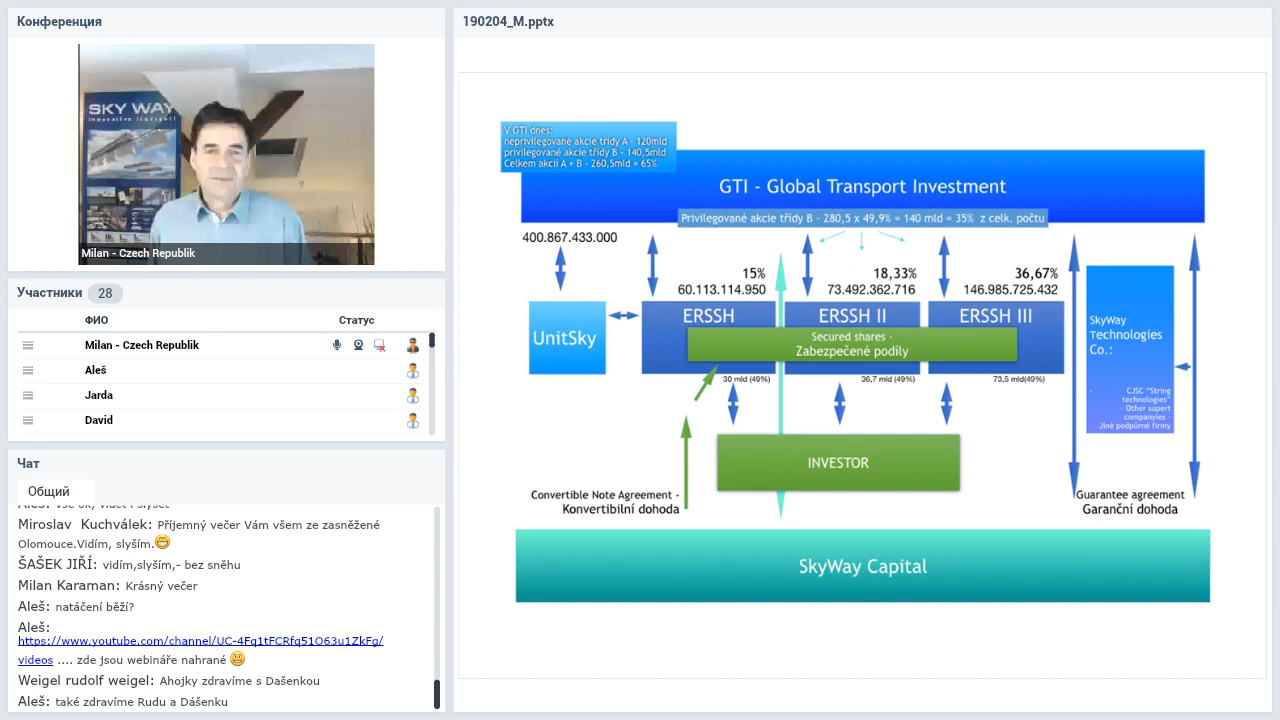 Конференция
SKY WAY
Milan - Czech Republik
Участники 28
ФИО Статус
Milan - Czech Republik
Aleš
Jarda
David
Чат
Общий
Aleš: vše ok, vidět i slyšet
Miroslav Kuchválek: Příjemný večer Vám všem ze zasněžené
Olomouce.Vidím, slyším.
ŠAŠEK JIŘÍ: vidím,slyším,- bez sněhu
Milan Karaman: Krásný večer
Aleš: natáčení běží?
Aleš:
https://www.youtube.com/channel/UC-4Fq1tFCRfq51O63u1ZkFg/
videos .... zde jsou webináře nahrané
Weigel rudolf weigel: Ahojky zdravíme s Dašenkou
Aleš: také zdravíme Rudu a Dášenku
190204_M.pptx
V GTI dnes:
neprivilegované akcie třídy A - 120mld
privilegované akcie třídy B - 140,5mld
Celkem akcií A + B - 260,5mld = 65%
GTI - Global Transport Investment
Privilegované akcie třídy B - 280,5 x 49,9% = 140 mld = 35% z celk. počtu
400.867.433.000
15%
60.113.114.950
18,33%
73.492.362.716
36,67%
146.985.725.432
UnitSky
ERSSH
ERSSH II
ERSSH III
Secured shares -
Zabezpečené podíly
30 mld (49%)
36,7 mld (49%)
73,5 mld(49%)
SkyWay
Technologies
Co.:
- CJSC "String
technologies"
- Other supert
companyies -
Jiné podpůrné firmy
INVESTOR
Convertible Note Agreement -
Konvertibilní dohoda
Guarantee agreement
Garanční dohoda
SkyWay Capital